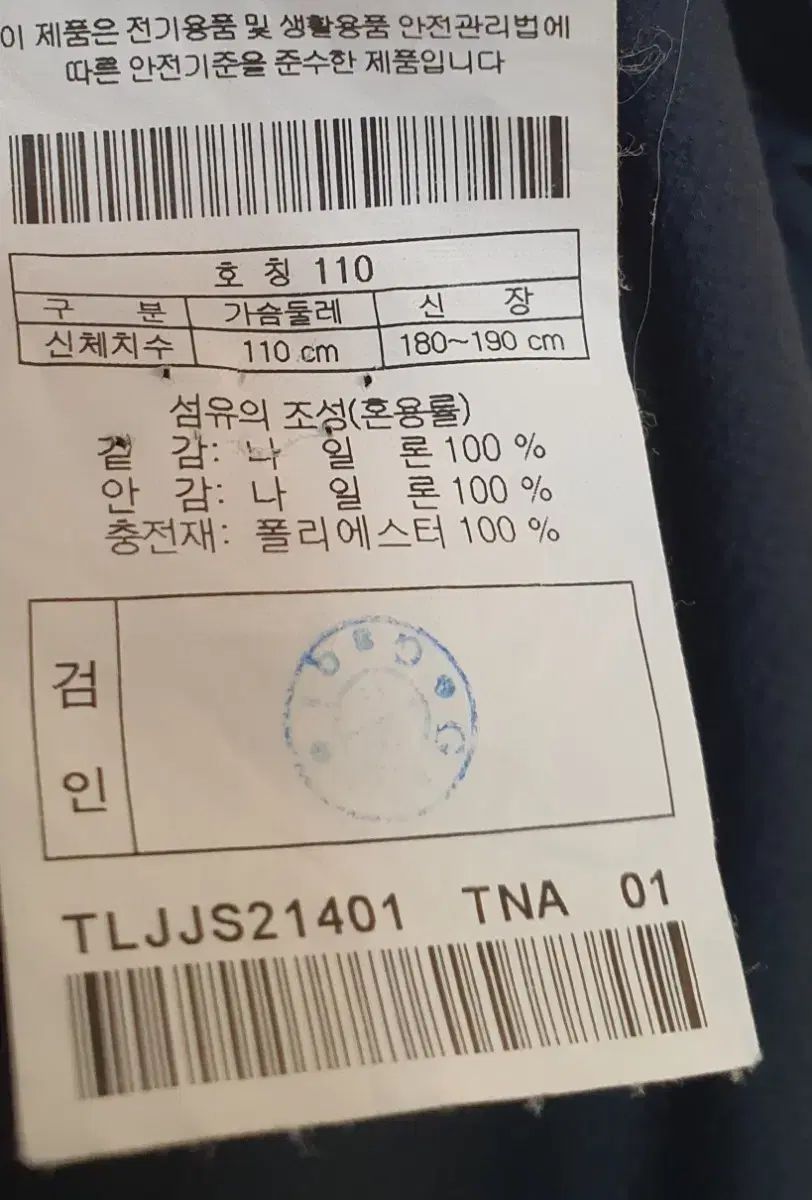 이 제품은 전기용품 및 생활용품 안전관리법에
따른 안전기준을 준수한 제품입니다
호 칭 110
구 분 가슴둘레 신 장
신체치수 110 cm 180~190 cm
섬유의 조성(혼용률)
겉 감: 나 일 론 100 %
안 감: 나 일 론 100 %
충전재: 폴리에스터 100 %
검
인
TLJJS21401 TNA 01